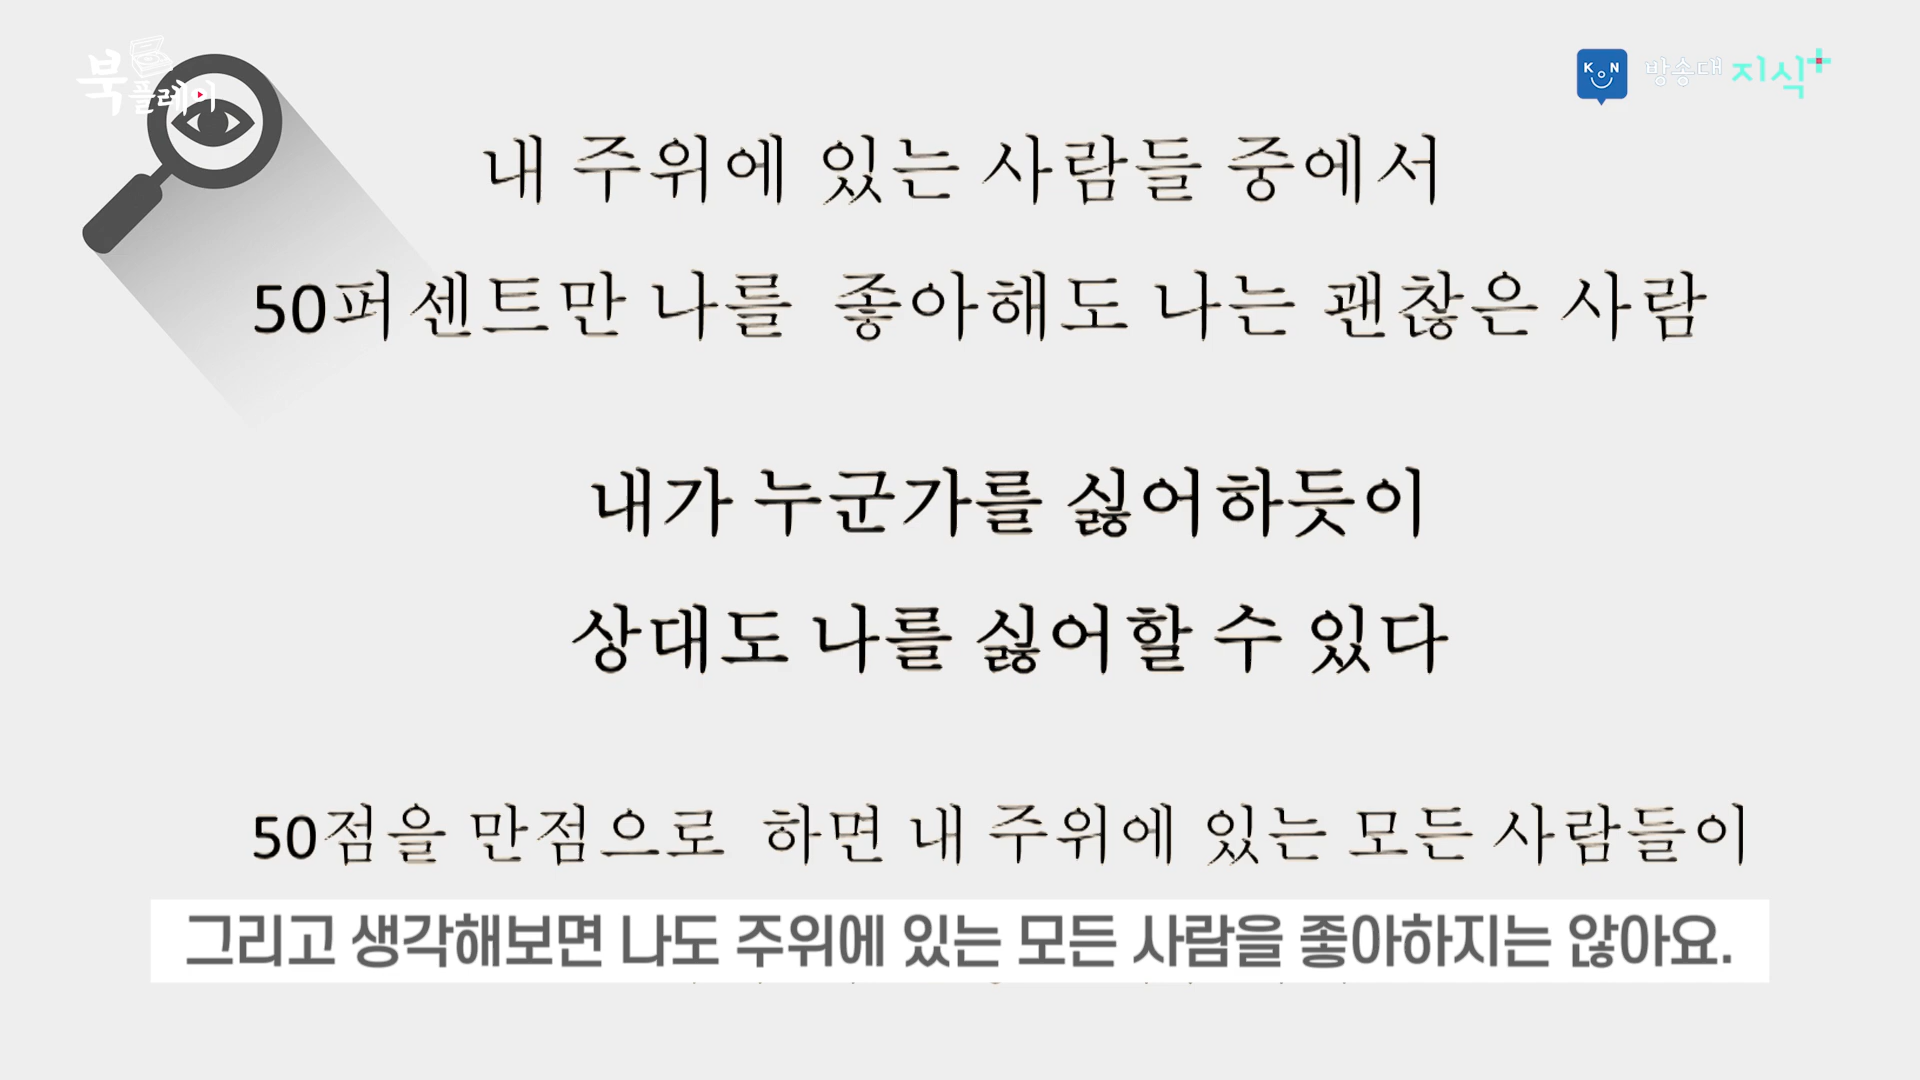 북플레이
KON 방송대 지식+
내 주위에 있는 사람들 중에서
50퍼센트만 나를 좋아해도 나는 괜찮은 사람
내가 누군가를 싫어하듯이
상대도 나를 싫어할 수 있다
50점을 만점으로 하면 내 주위에 있는 모든 사람들이
그리고 생각해보면 나도 주위에 있는 모든 사람을 좋아하지는 않아요.